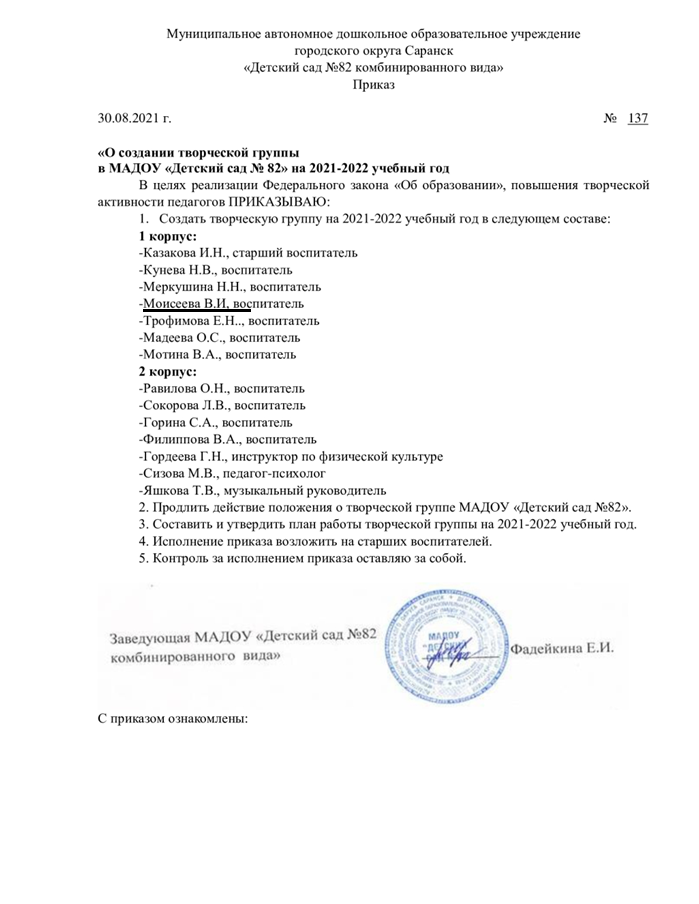 Муниципальное автономное дошкольное образовательное учреждение
городского округа Саранск
«Детский сад №82 комбинированного вида»
Приказ
30.08.2021 г. № 137
«О создании творческой группы
в МАДОУ «Детский сад № 82» на 2021-2022 учебный год
В целях реализации Федерального закона «Об образовании», повышения творческой
активности педагогов ПРИКАЗЫВАЮ:
1. Создать творческую группу на 2021-2022 учебный год в следующем составе:
1 корпус:
-Казакова И.Н., старший воспитатель
-Кунева Н.В., воспитатель
-Меркушина Н.Н., воспитатель
-Моисеева В.И, воспитатель
-Трофимова Е.Н.., воспитатель
-Мадеева О.С., воспитатель
-Мотина В.А., воспитатель
2 корпус:
-Равилова О.Н., воспитатель
-Сокорова Л.В., воспитатель
-Горина С.А., воспитатель
-Филиппова В.А., воспитатель
-Гордеева Г.Н., инструктор по физической культуре
-Сизова М.В., педагог-психолог
-Яшкова Т.В., музыкальный руководитель
2. Продлить действие положения о творческой группе МАДОУ «Детский сад №82».
3. Составить и утвердить план работы творческой группы на 2021-2022 учебный год.
4. Исполнение приказа возложить на старших воспитателей.
5. Контроль за исполнением приказа оставляю за собой.
Заведующая МАДОУ «Детский сад №82
комбинированного вида»
МАДОУ
"ДЕТСКИЙ
Фадейкина Е.И.
С приказом ознакомлены: